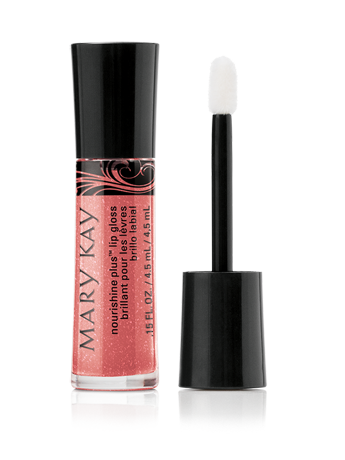 MARY KAY
nourishine plus™ lip gloss
brillant pour les lèvres
brillo labial
.15 FL. OZ. / 4.5 mL / 4.5 mL